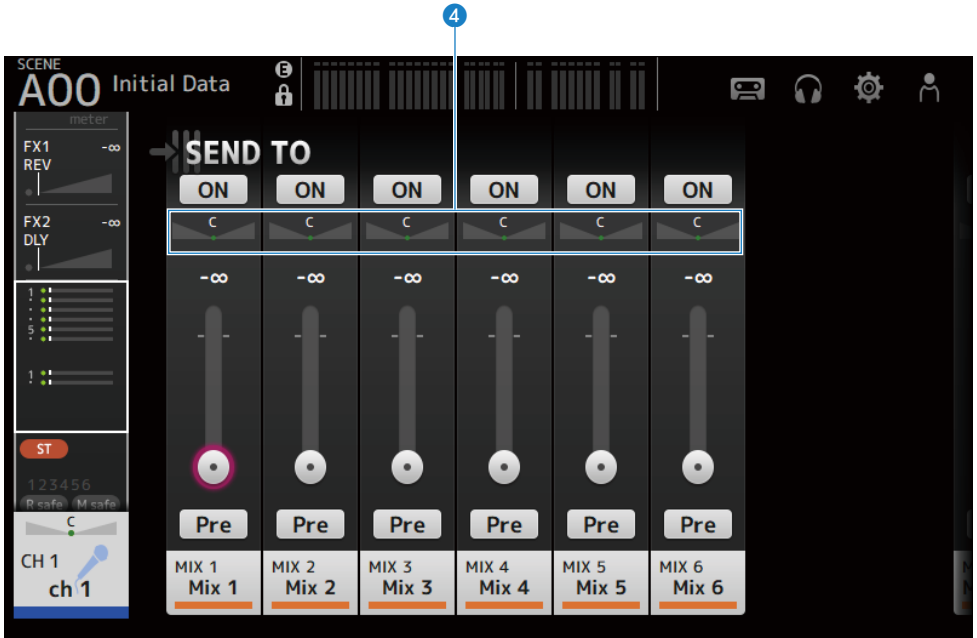 4
SCENE
A00 Initial Data
E
meter
FX1 -∞
REV
FX2 -∞
DLY
1
5
1
ST
123456
R safe M safe
C
CH 1
ch 1
SEND TO
ON ON ON ON ON ON
C C C C C C
-∞ -∞ -∞ -∞ -∞ -∞
Pre Pre Pre Pre Pre Pre
MIX 1 MIX 2 MIX 3 MIX 4 MIX 5 MIX 6
Mix 1 Mix 2 Mix 3 Mix 4 Mix 5 Mix 6